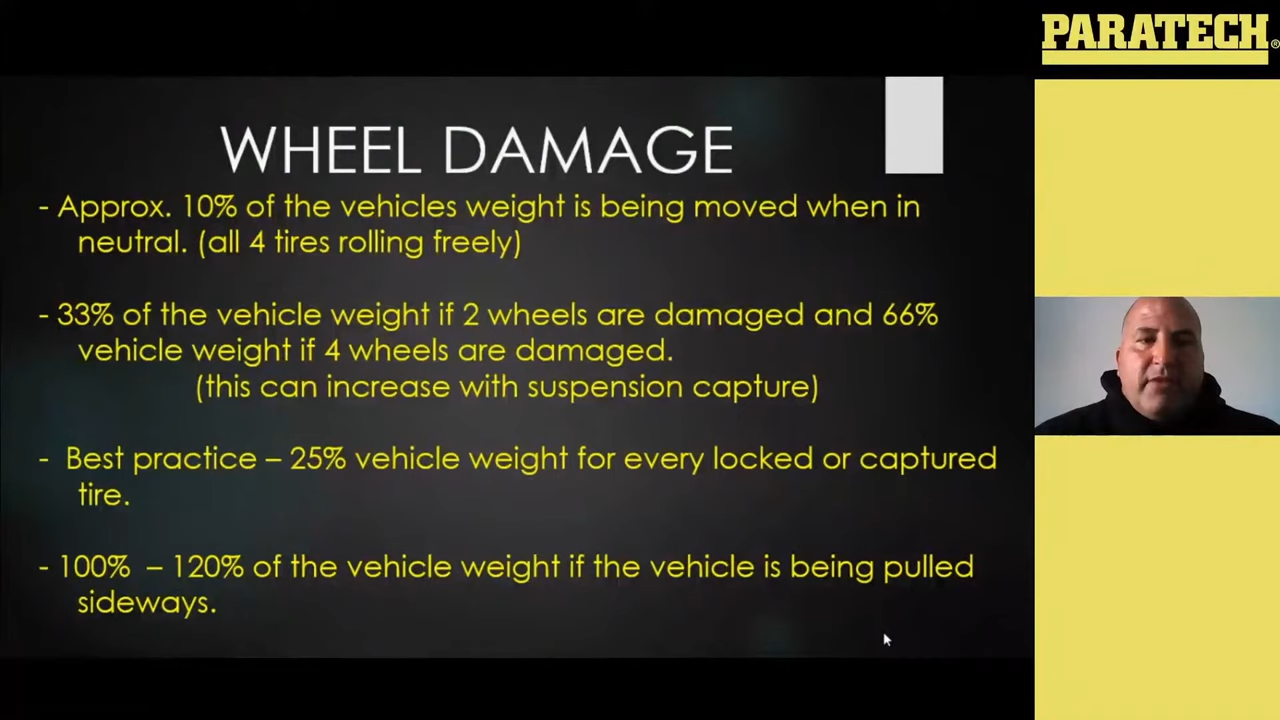 PARATECH®
WHEEL DAMAGE
- Approx. 10% of the vehicles weight is being moved when in
neutral. (all 4 tires rolling freely)
- 33% of the vehicle weight if 2 wheels are damaged and 66%
vehicle weight if 4 wheels are damaged.
(this can increase with suspension capture)
- Best practice – 25% vehicle weight for every locked or captured
tire.
- 100% – 120% of the vehicle weight if the vehicle is being pulled
sideways.